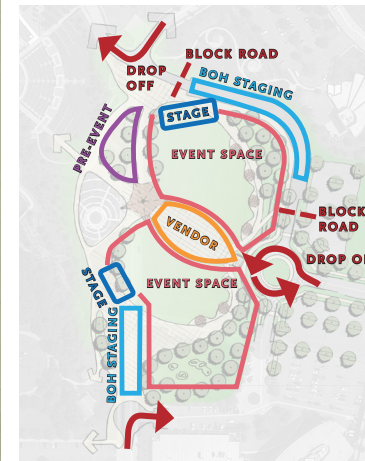 BLOCK ROAD
DROP
OFF
BOH STAGING
STAGE
PRE-EVENT
EVENT SPACE
VENDOR
BLOCK
ROAD
DROP O
STAGE
EVENT SPACE
BOH STAGING